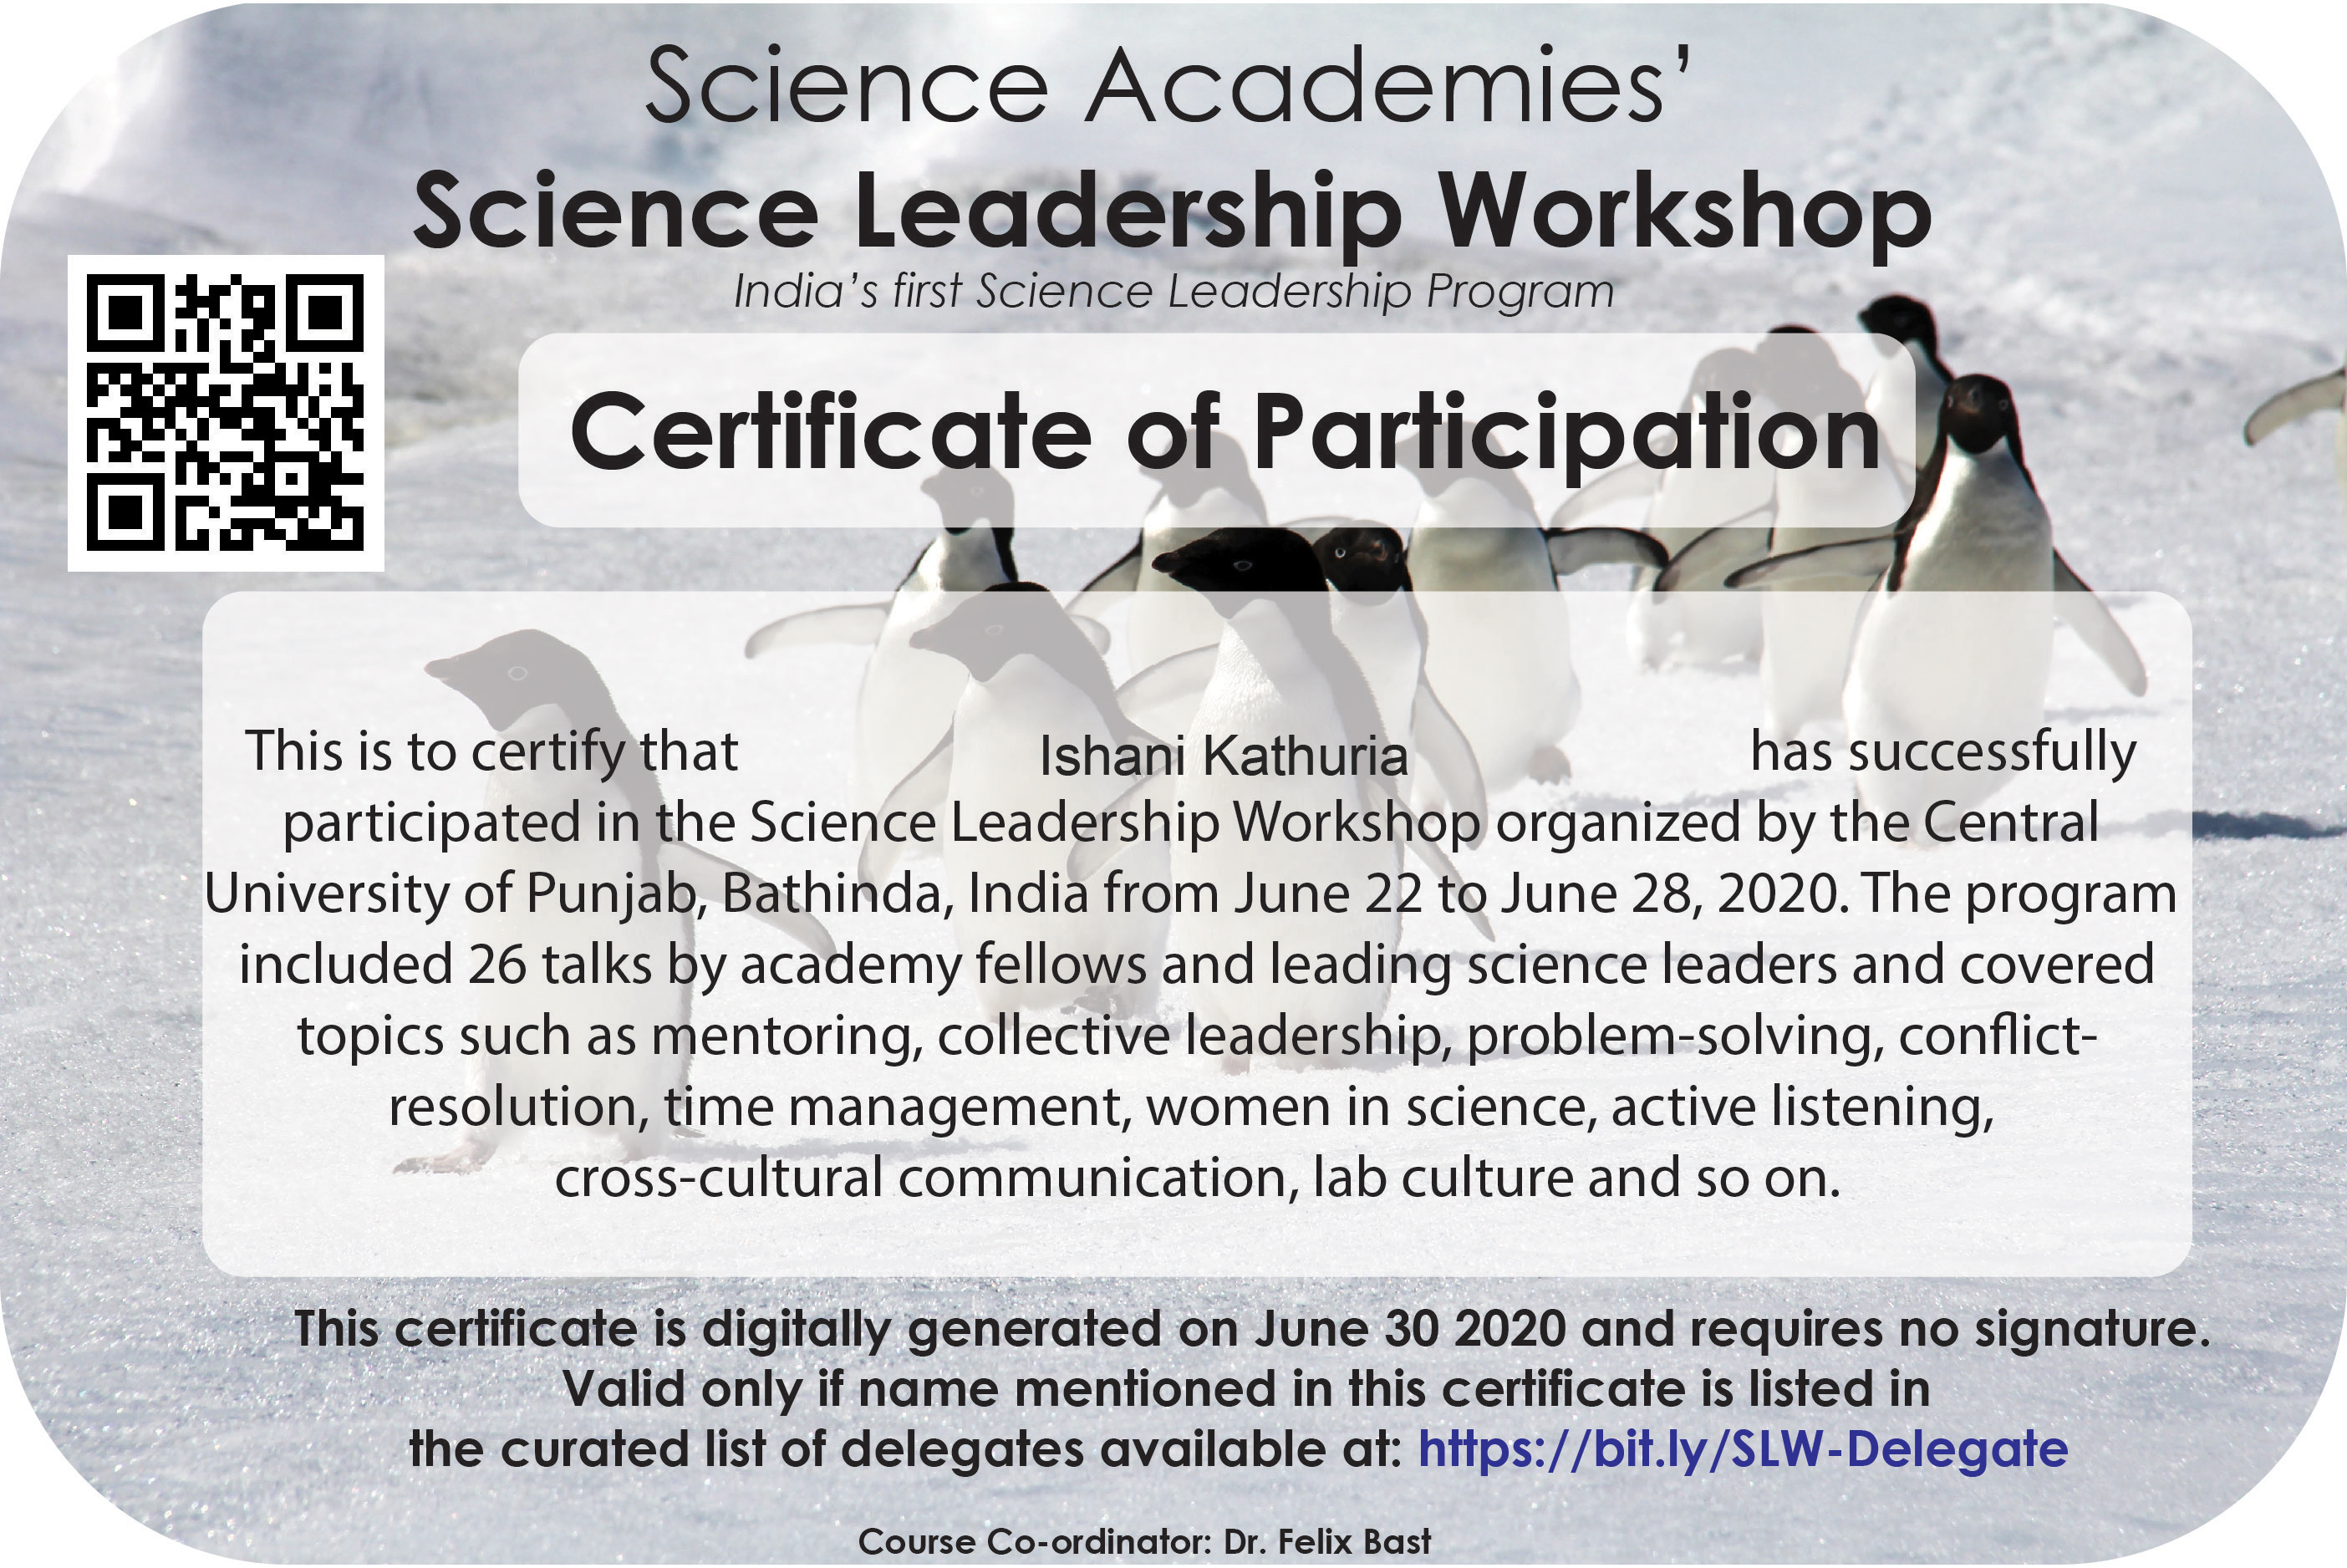 Science Academies’
Science Leadership Workshop
India’s first Science Leadership Program
Certificate of Participation
This is to certify that Ishani Kathuria has successfully
participated in the Science Leadership Workshop organized by the Central
University of Punjab, Bathinda, India from June 22 to June 28, 2020. The program
included 26 talks by academy fellows and leading science leaders and covered
topics such as mentoring, collective leadership, problem-solving, conflict-
resolution, time management, women in science, active listening,
cross-cultural communication, lab culture and so on.
This certificate is digitally generated on June 30 2020 and requires no signature.
Valid only if name mentioned in this certificate is listed in
the curated list of delegates available at: https://bit.ly/SLW-Delegate
Course Co-ordinator: Dr. Felix Bast